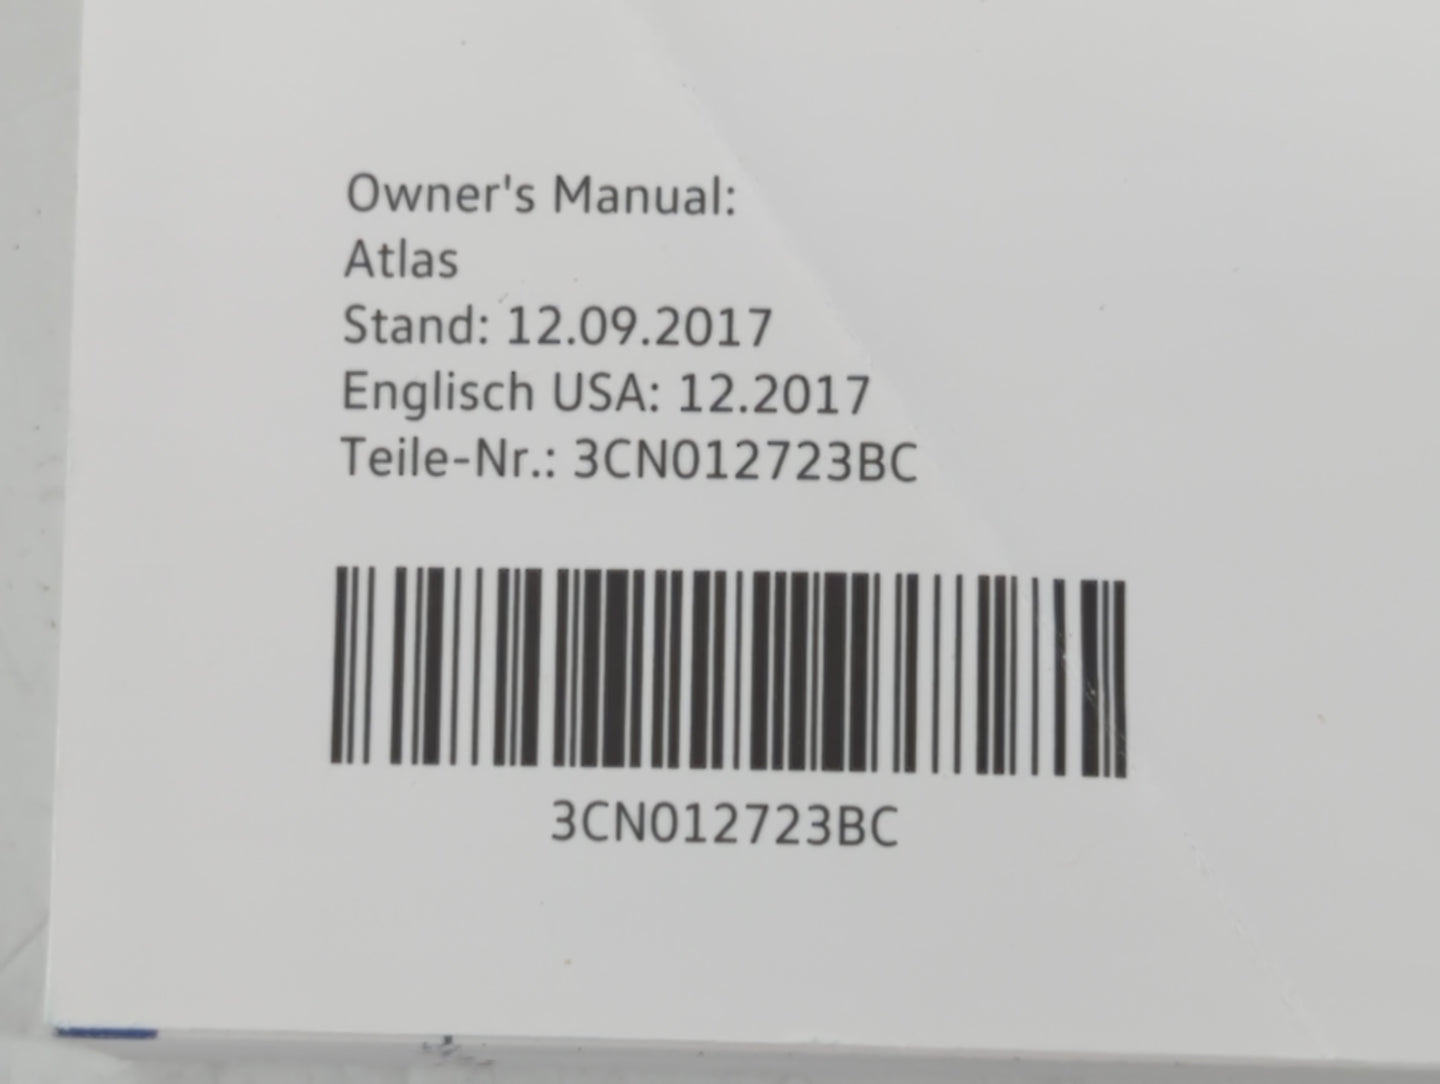 Owner's Manual:
Atlas
Stand: 12.09.2017
Englisch USA: 12.2017
Teile-Nr.: 3CN012723BC
3CN012723BC